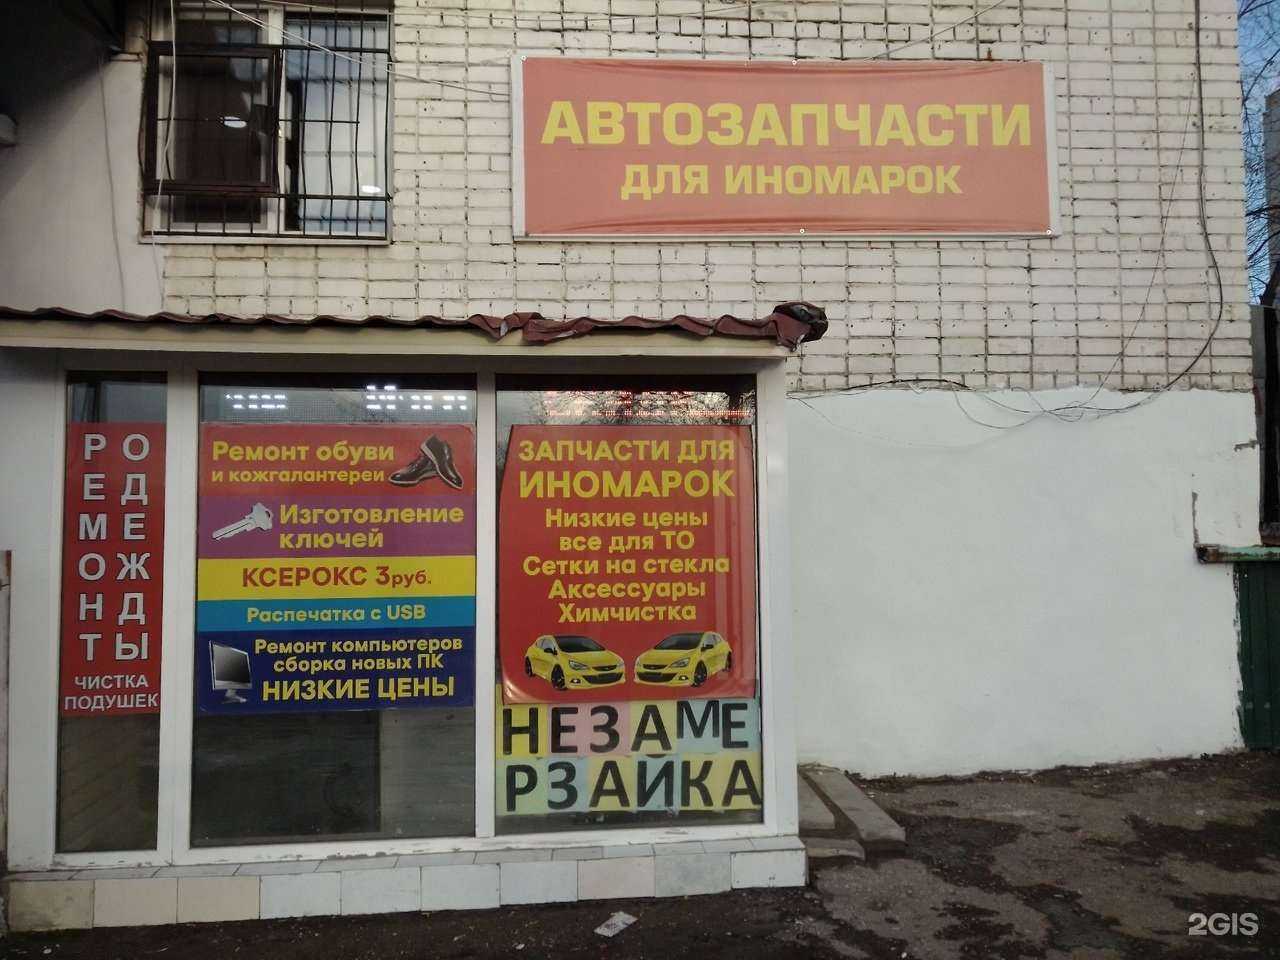 АВТОЗАПЧАСТИ
ДЛЯ ИНОМАРОК
РЕМОНТ
ОДЕЖДЫ
ЧИСТКА
ПОДУШЕК
Ремонт обуви
и кожгалантереи
Изготовление
ключей
КСЕРОКС 3руб.
Распечатка с USB
Ремонт компьютеров
сборка новых ПК
НИЗКИЕ ЦЕНЫ
ЗАПЧАСТИ ДЛЯ
ИНОМАРОК
Низкие цены
все для ТО
Сетки на стекла
Аксессуары
Химчистка
НЕЗАМЕ
РЗАЙКА
2GIS